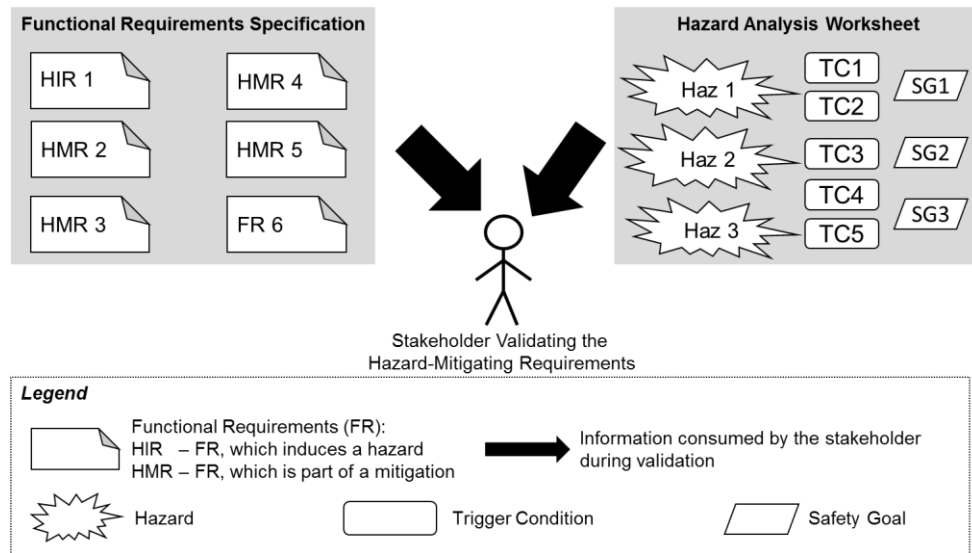 Functional Requirements Specification
HIR 1
HMR 4
HMR 2
HMR 5
HMR 3
FR 6
Hazard Analysis Worksheet
Haz 1
TC1
TC2
SG1
Haz 2
TC3
SG2
TC4
Haz 3
TC5
SG3
Stakeholder Validating the
Hazard-Mitigating Requirements
Legend
Functional Requirements (FR):
HIR – FR, which induces a hazard
HMR – FR, which is part of a mitigation
Information consumed by the stakeholder
during validation
Hazard
Trigger Condition
Safety Goal